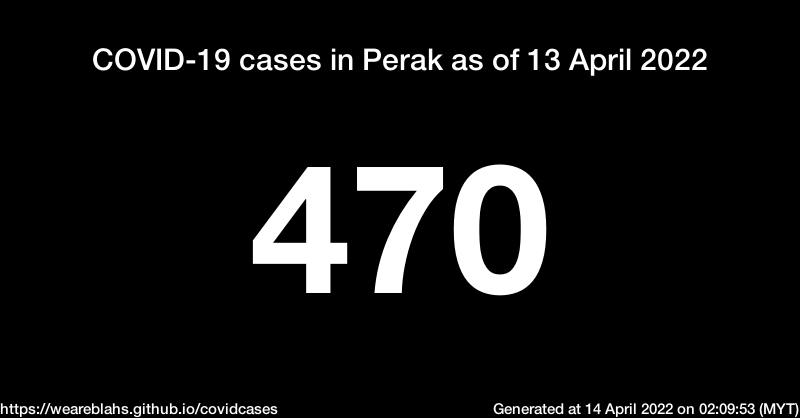 COVID-19 cases in Perak as of 13 April 2022
470
https://weareblahs.github.io/covidcases
Generated at 14 April 2022 on 02:09:53 (MYT)